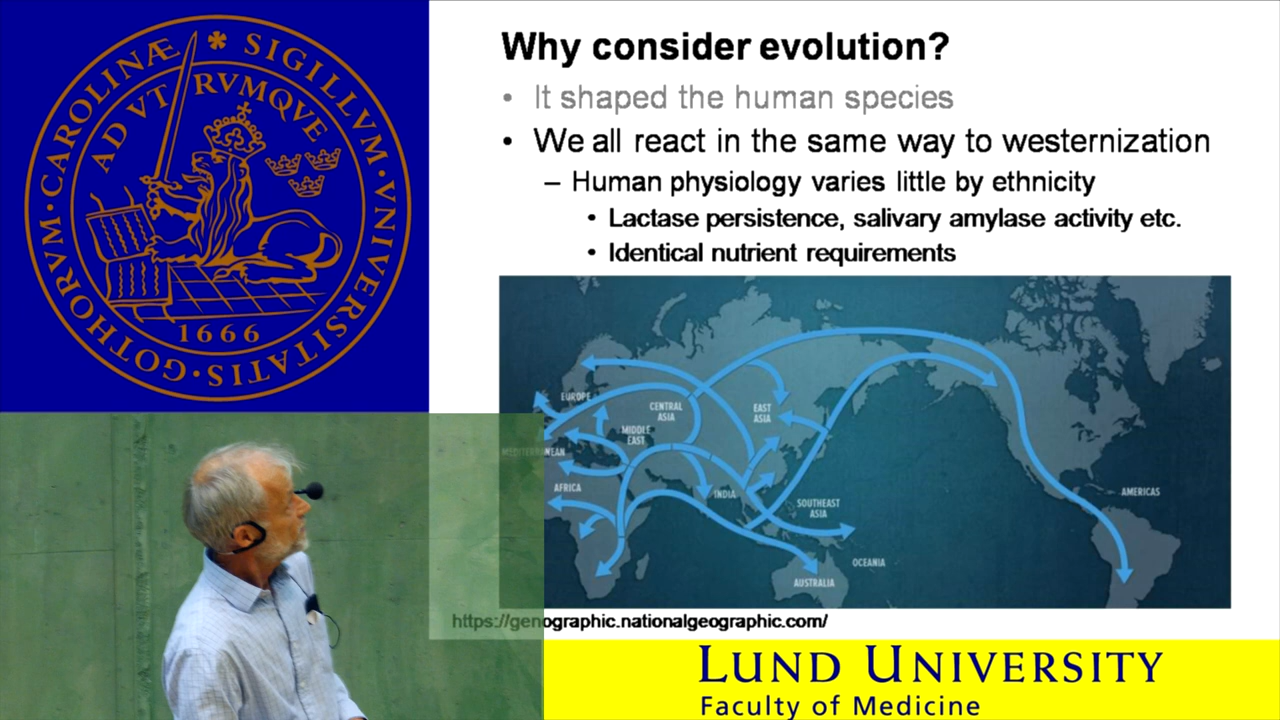 SIGILLVM·VNIVERSITATIS·GOTHORVM·CAROLINÆ
AD VTRVMQVE
1666
Why consider evolution?
• It shaped the human species
• We all react in the same way to westernization
– Human physiology varies little by ethnicity
• Lactase persistence, salivary amylase activity etc.
• Identical nutrient requirements
EUROPE
CENTRAL
ASIA
EAST
ASIA
MIDDLE
EAST
MEDITERRANEAN
AFRICA
INDIA
SOUTHEAST
ASIA
AMERICAS
OCEANIA
AUSTRALIA
https://genographic.nationalgeographic.com/
LUND UNIVERSITY
Faculty of Medicine